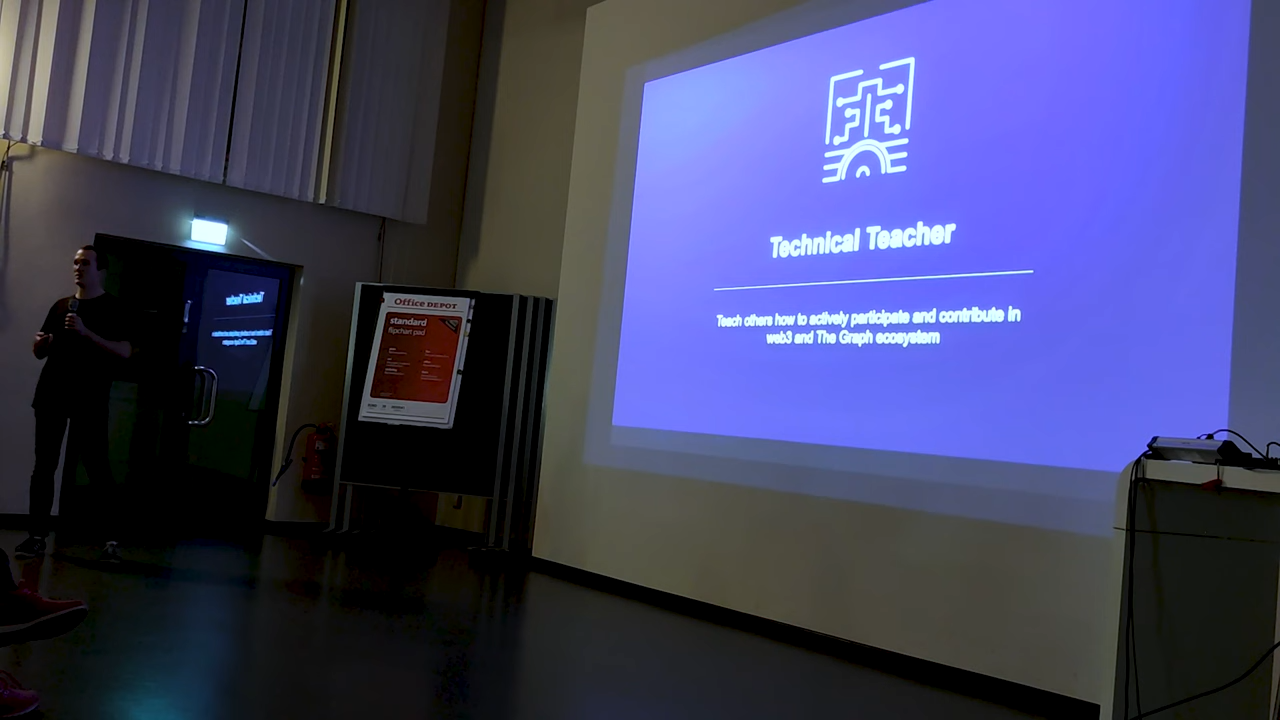 Technical Teacher
Teach others how to actively participate and contribute in
web3 and The Graph ecosystem
Office DEPOT
standard
flipchart pad